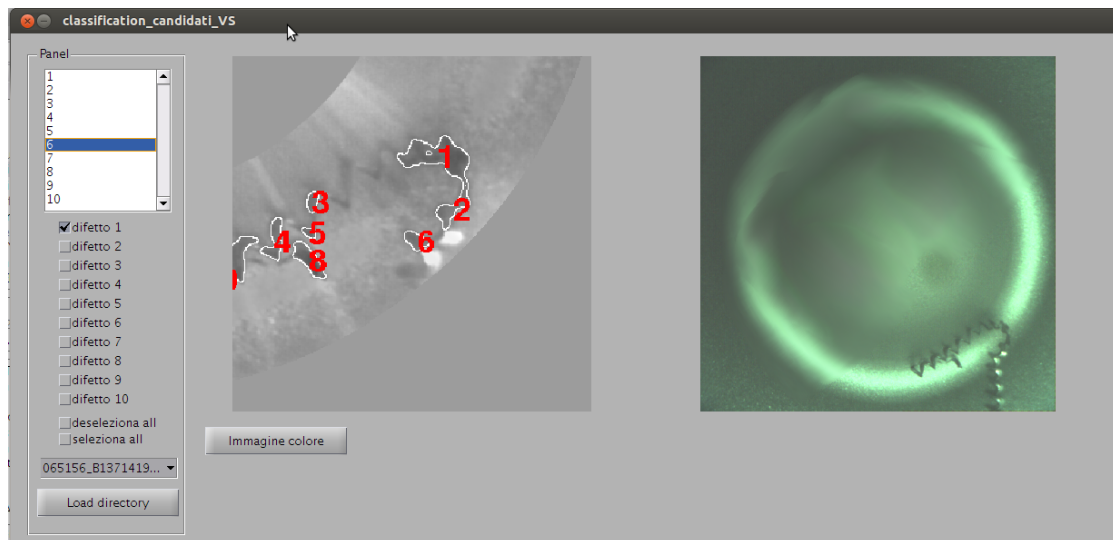 classification_candidati_VS
Panel
1
2
3
4
5
6
7
8
9
10
difetto 1
difetto 2
difetto 3
difetto 4
difetto 5
difetto 6
difetto 7
difetto 8
difetto 9
difetto 10
deseleziona all
seleziona all
065156_B1371419...
Load directory
1
3
2
5
4
6
8
Immagine colore